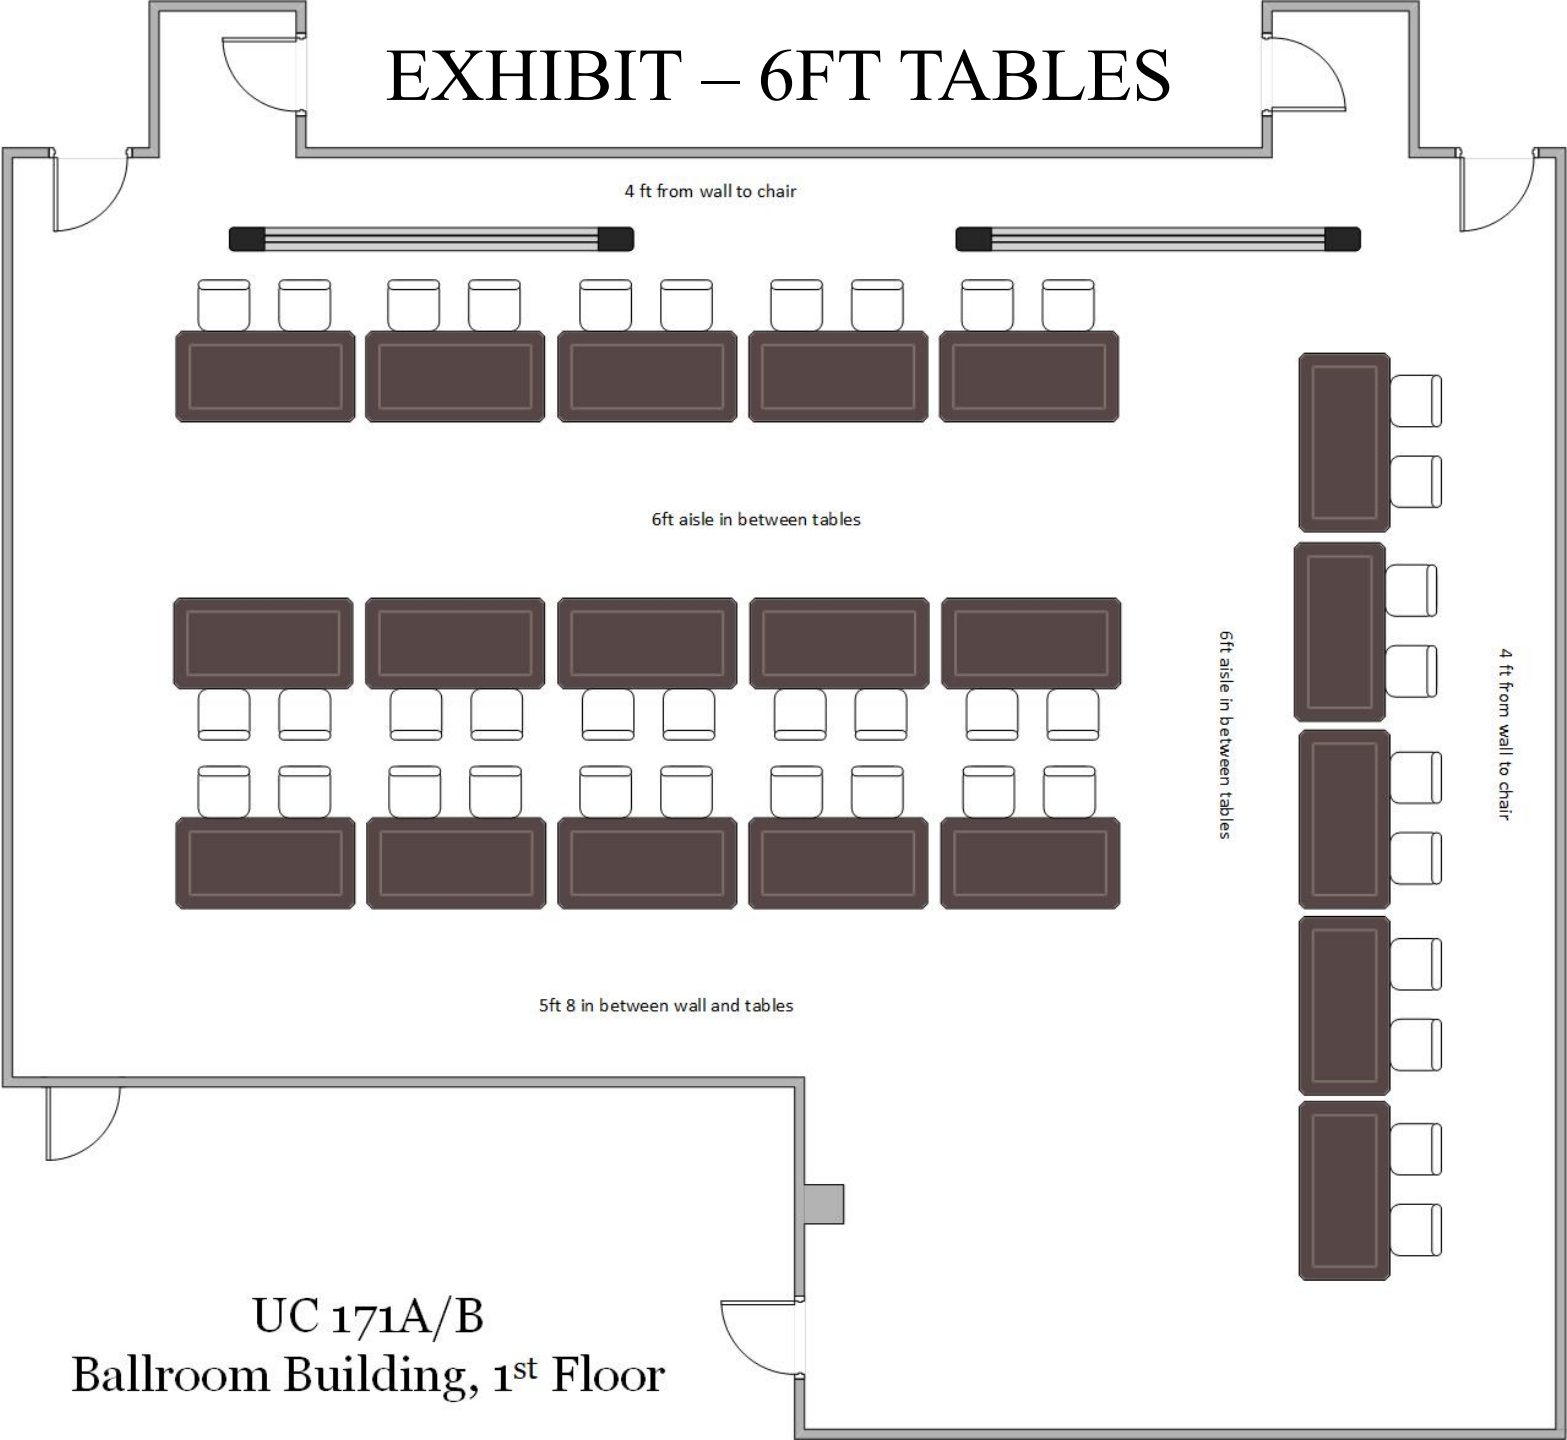 EXHIBIT – 6FT TABLES
4 ft from wall to chair
6ft aisle in between tables
6ft aisle in between tables
4 ft from wall to chair
5ft 8 in between wall and tables
UC 171A/B
Ballroom Building, 1st Floor